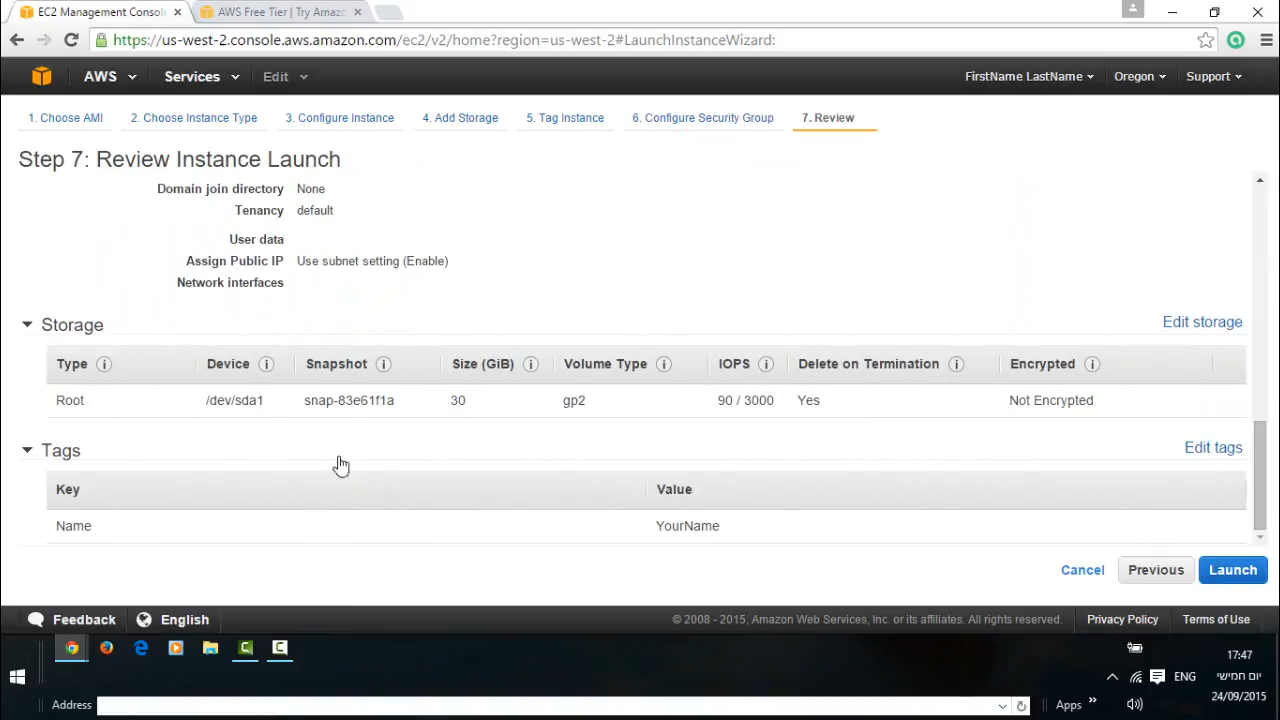 EC2 Management Consol
AWS Free Tier | Try Amazo
https://us-west-2.console.aws.amazon.com/ec2/v2/home?region=us-west-2#LaunchInstanceWizard:
AWS Services Edit FirstName LastName Oregon Support
1. Choose AMI 2. Choose Instance Type 3. Configure Instance 4. Add Storage 5. Tag Instance 6. Configure Security Group 7. Review
Step 7: Review Instance Launch
Domain join directory None
Tenancy default
User data
Assign Public IP Use subnet setting (Enable)
Network interfaces
Storage Edit storage
Type Device Snapshot Size (GiB) Volume Type IOPS Delete on Termination Encrypted
Root /dev/sda1 snap-83e61f1a 30 gp2 90 / 3000 Yes Not Encrypted
Tags Edit tags
Key Value
Name YourName
Cancel Previous Launch
Feedback English © 2008 - 2015, Amazon Web Services, Inc. or its affiliates. All rights reserved. Privacy Policy Terms of Use
17:47
ENG יום חמישי
24/09/2015
Address Apps